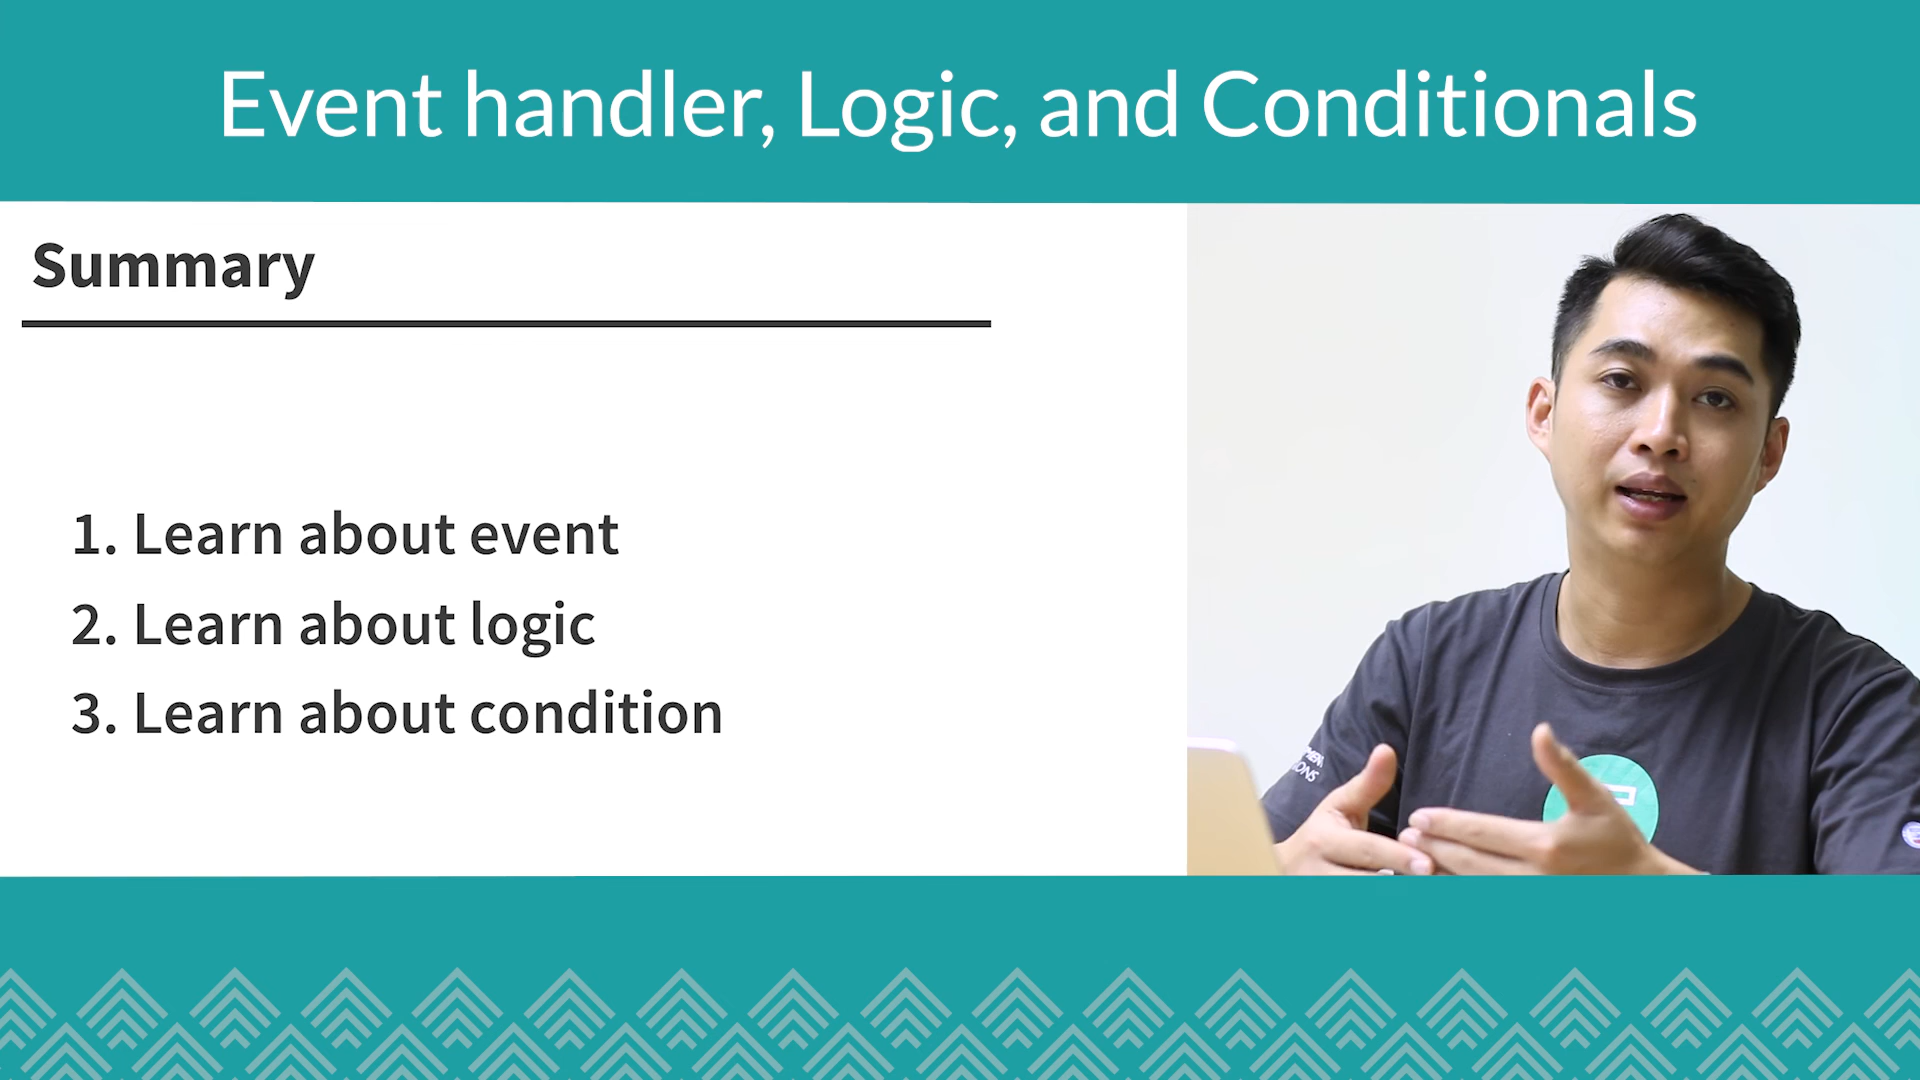 Event handler, Logic, and Conditionals
Summary
1. Learn about event
2. Learn about logic
3. Learn about condition